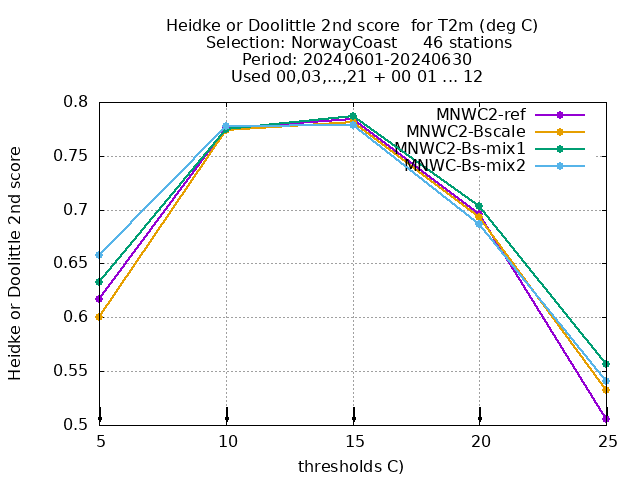 Heidke or Doolittle 2nd score  for T2m (deg C)
Selection: NorwayCoast     46 stations
Period: 20240601-20240630
Used 00,03,...,21 + 00 01 ... 12
MNWC2-ref
MNWC2-Bscale
MNWC2-Bs-mix1
MNWC-Bs-mix2
Heidke or Doolittle 2nd score
0.8
0.75
0.7
0.65
0.6
0.55
0.5
5 10 15 20 25
thresholds C)